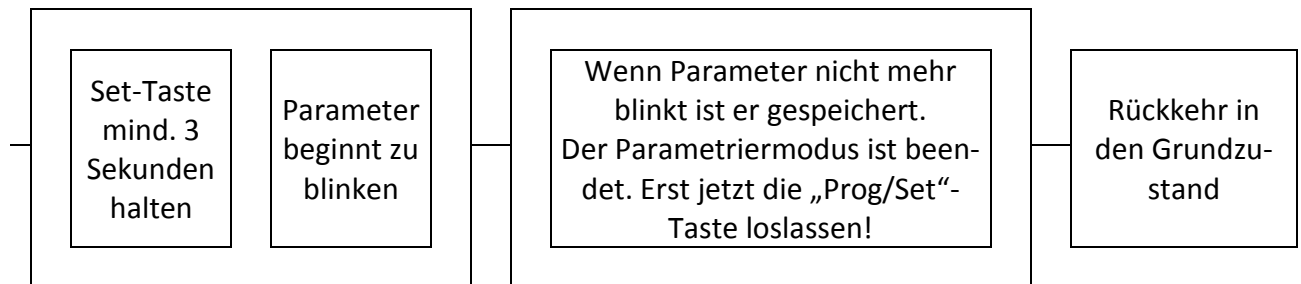 Set-Taste
mind. 3
Sekunden
halten
Parameter
beginnt zu
blinken
Wenn Parameter nicht mehr
blinkt ist er gespeichert.
Der Parametriermodus ist been-
det. Erst jetzt die „Prog/Set“-
Taste loslassen!
Rückkehr in
den Grundzu-
stand